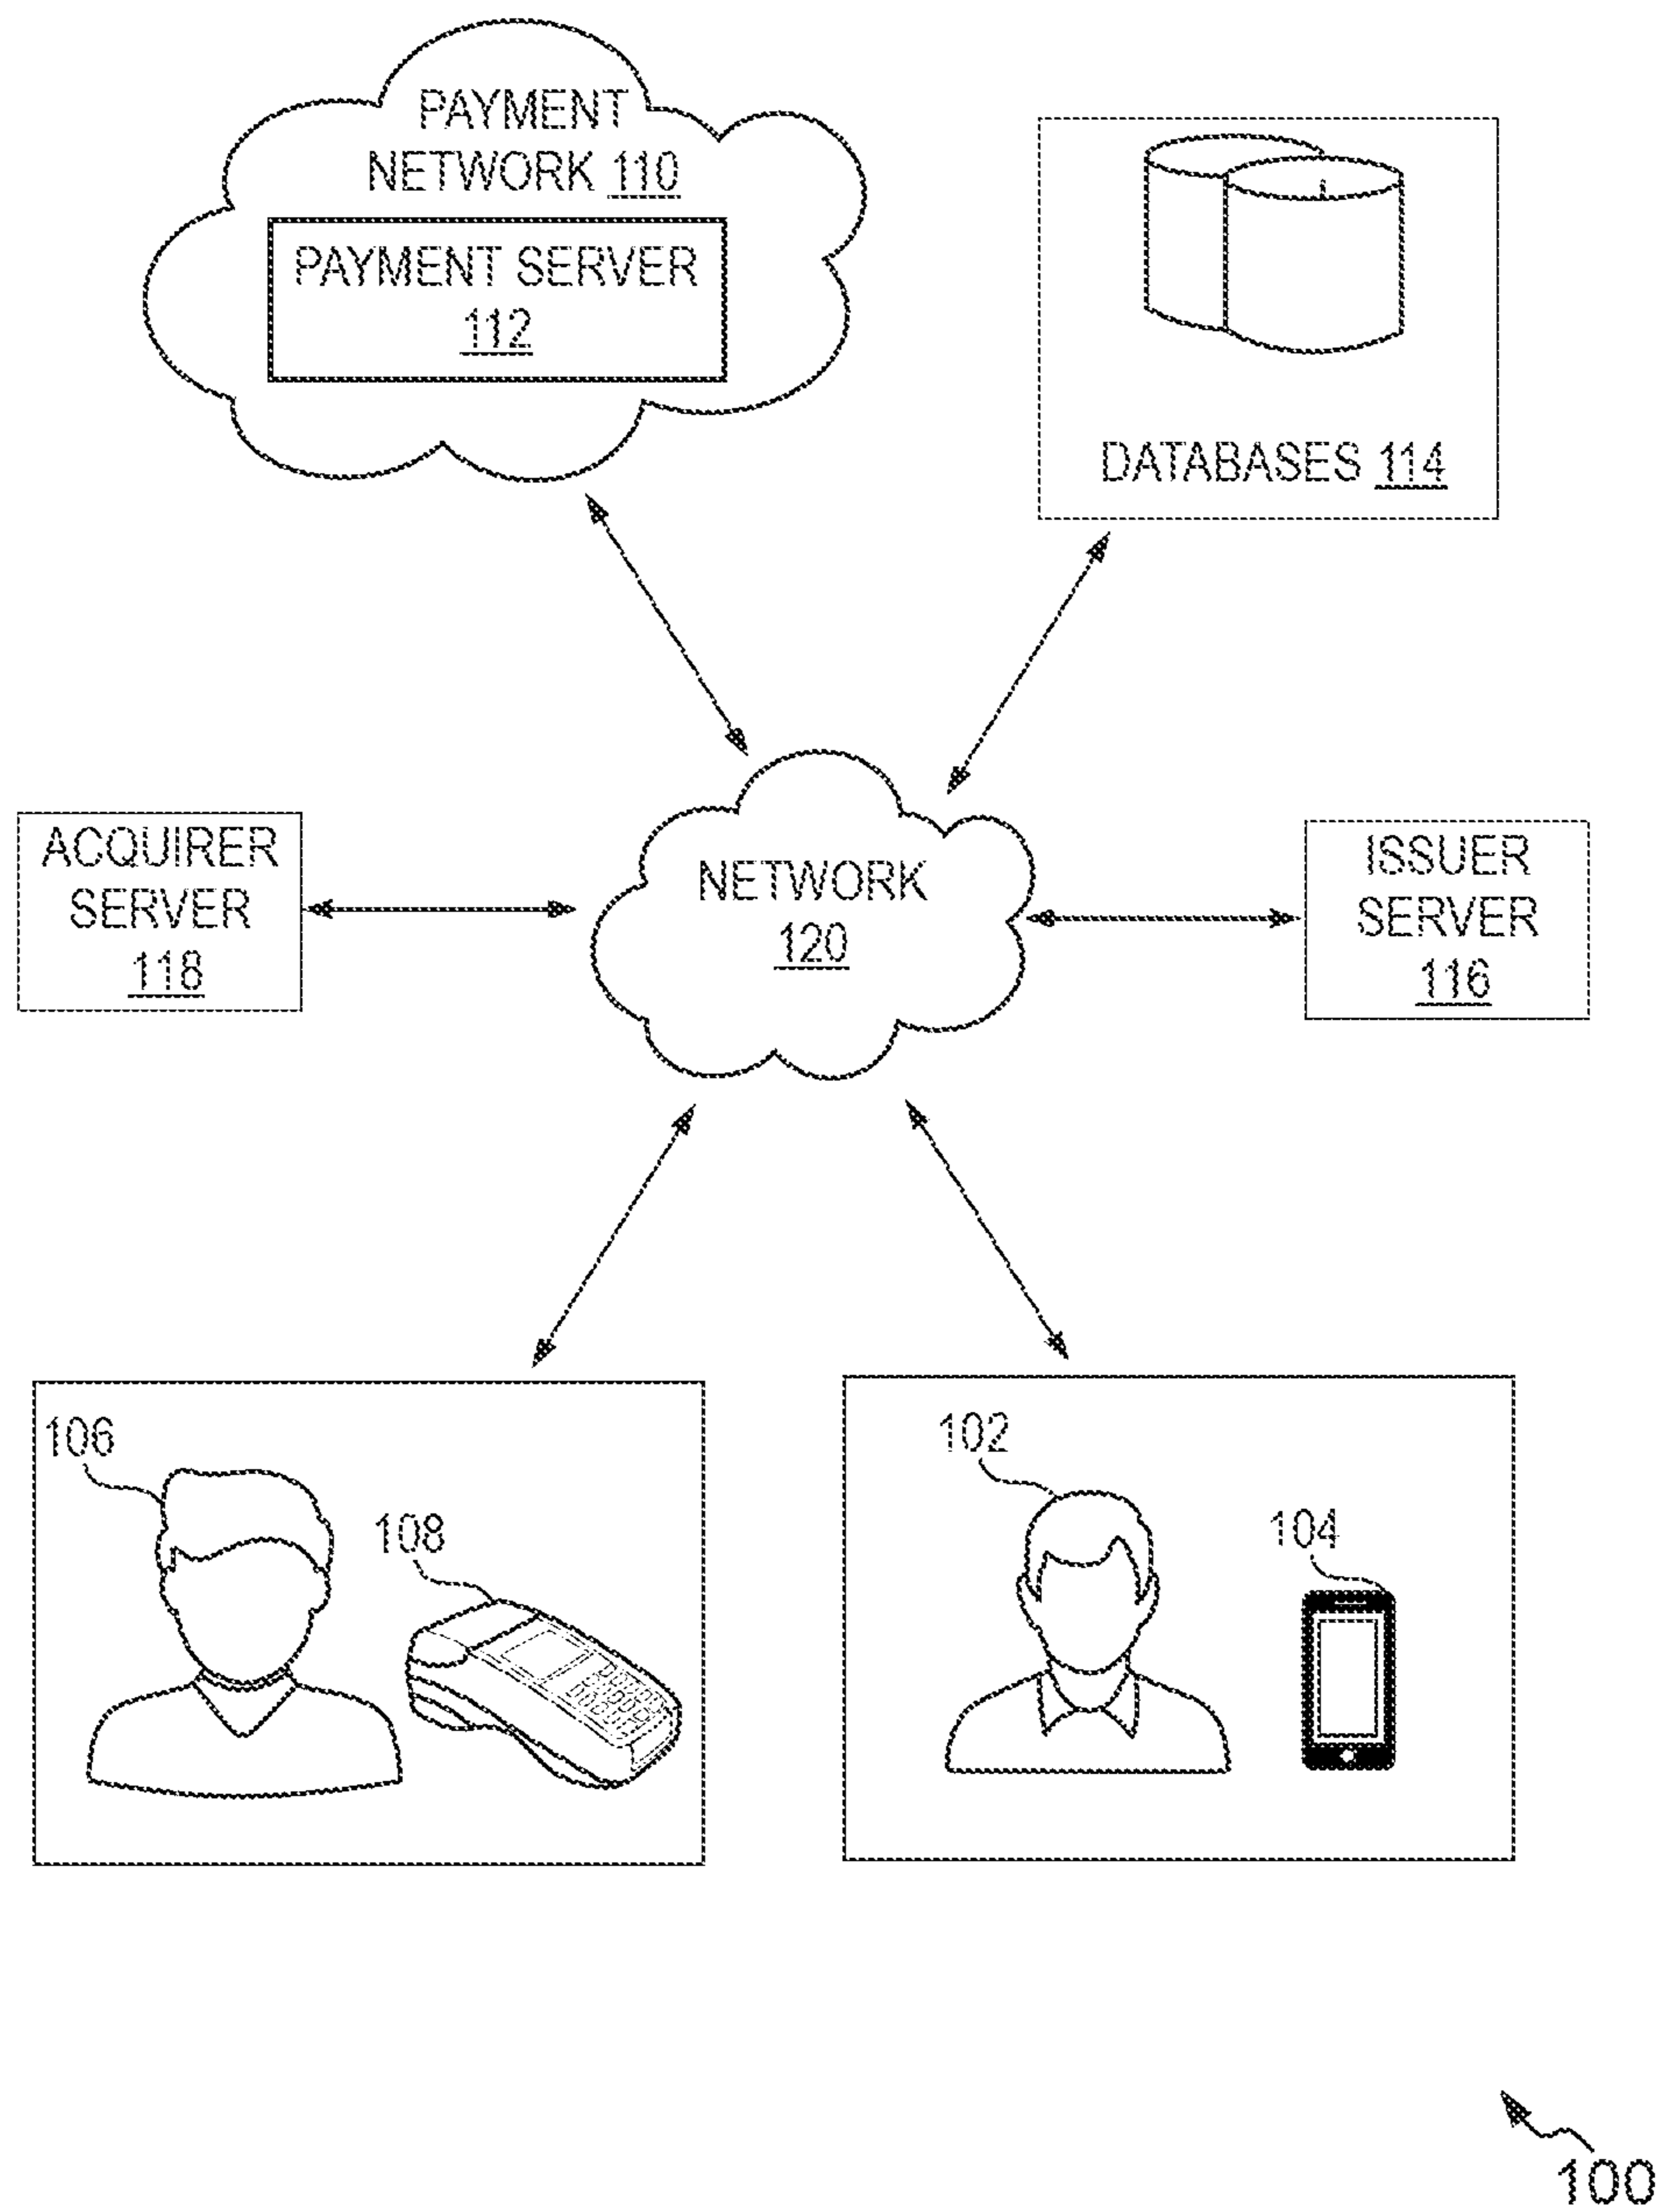 PAYMENT
NETWORK 110
PAYMENT SERVER
112
DATABASES 114
ACQUIRER
SERVER
118
NETWORK
120
ISSUER
SERVER
116
106
108
102
104
100